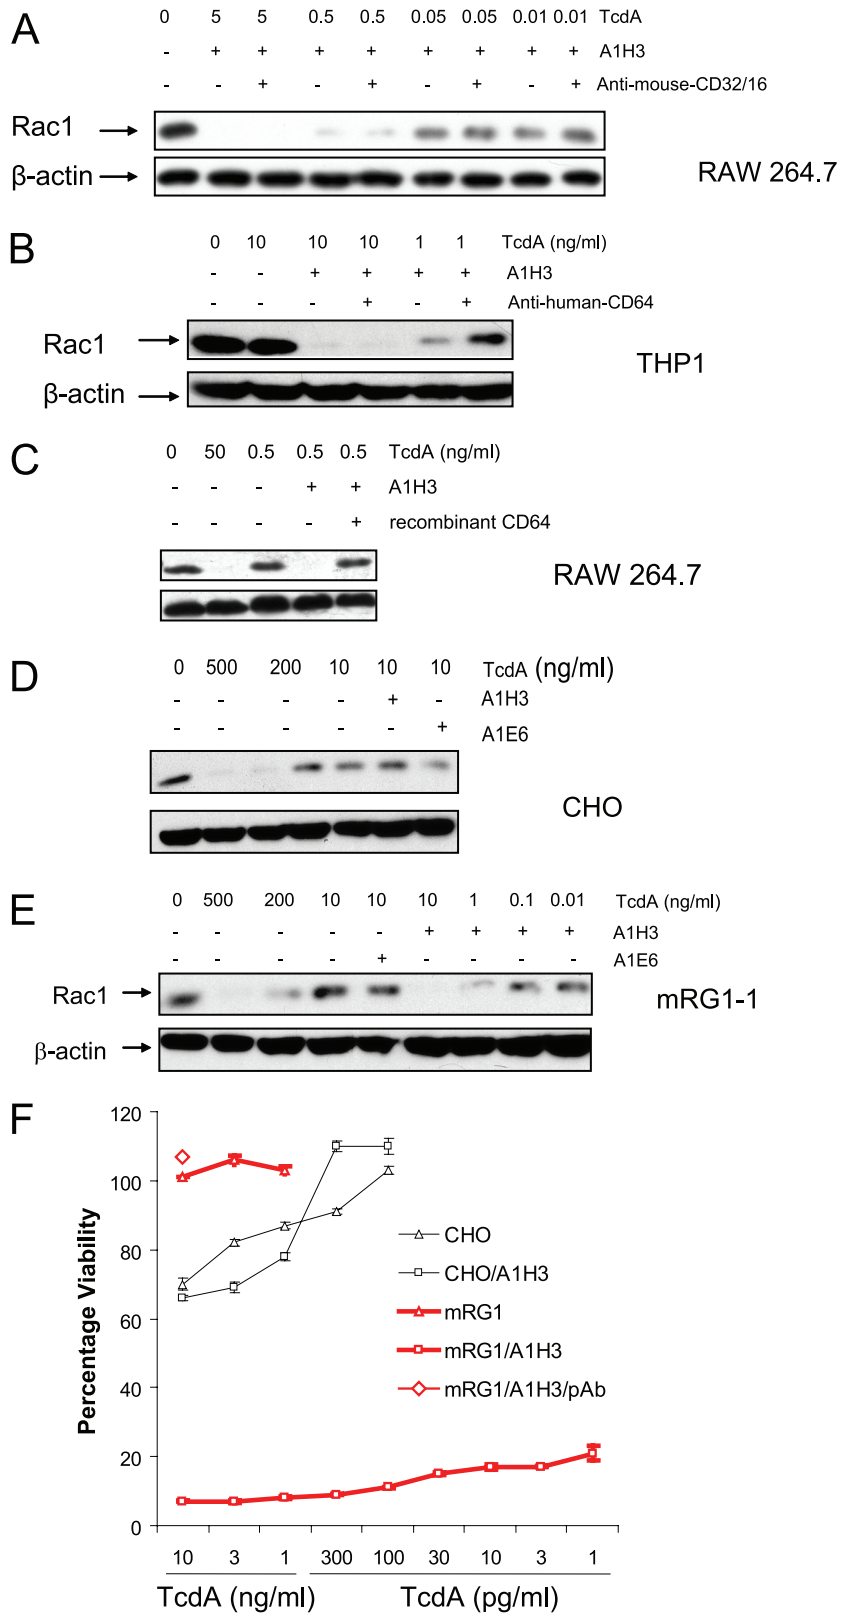 A
0 5 5 0.5 0.5 0.05 0.05 0.01 0.01 TcdA
- + + + + + + + + A1H3
- - + - + - + - + Anti-mouse-CD32/16
Rac1
β-actin
RAW 264.7
B
0 10 10 10 1 1 TcdA (ng/ml)
- - + + + + A1H3
- - - + - + Anti-human-CD64
Rac1
β-actin
THP1
C
0 50 0.5 0.5 0.5 TcdA (ng/ml)
- - - + + A1H3
- - - - + recombinant CD64
RAW 264.7
D
0 500 200 10 10 10 TcdA (ng/ml)
- - - - + - A1H3
- - - - - + A1E6
CHO
E
0 500 200 10 10 10 1 0.1 0.01 TcdA (ng/ml)
- - - - - + + + + A1H3
- - - - + - - - - A1E6
Rac1
β-actin
mRG1-1
F
Percentage Viability
120
100
80
60
40
20
0
CHO
CHO/A1H3
mRG1
mRG1/A1H3
mRG1/A1H3/pAb
10 3 1 300 100 30 10 3 1
TcdA (ng/ml) TcdA (pg/ml)